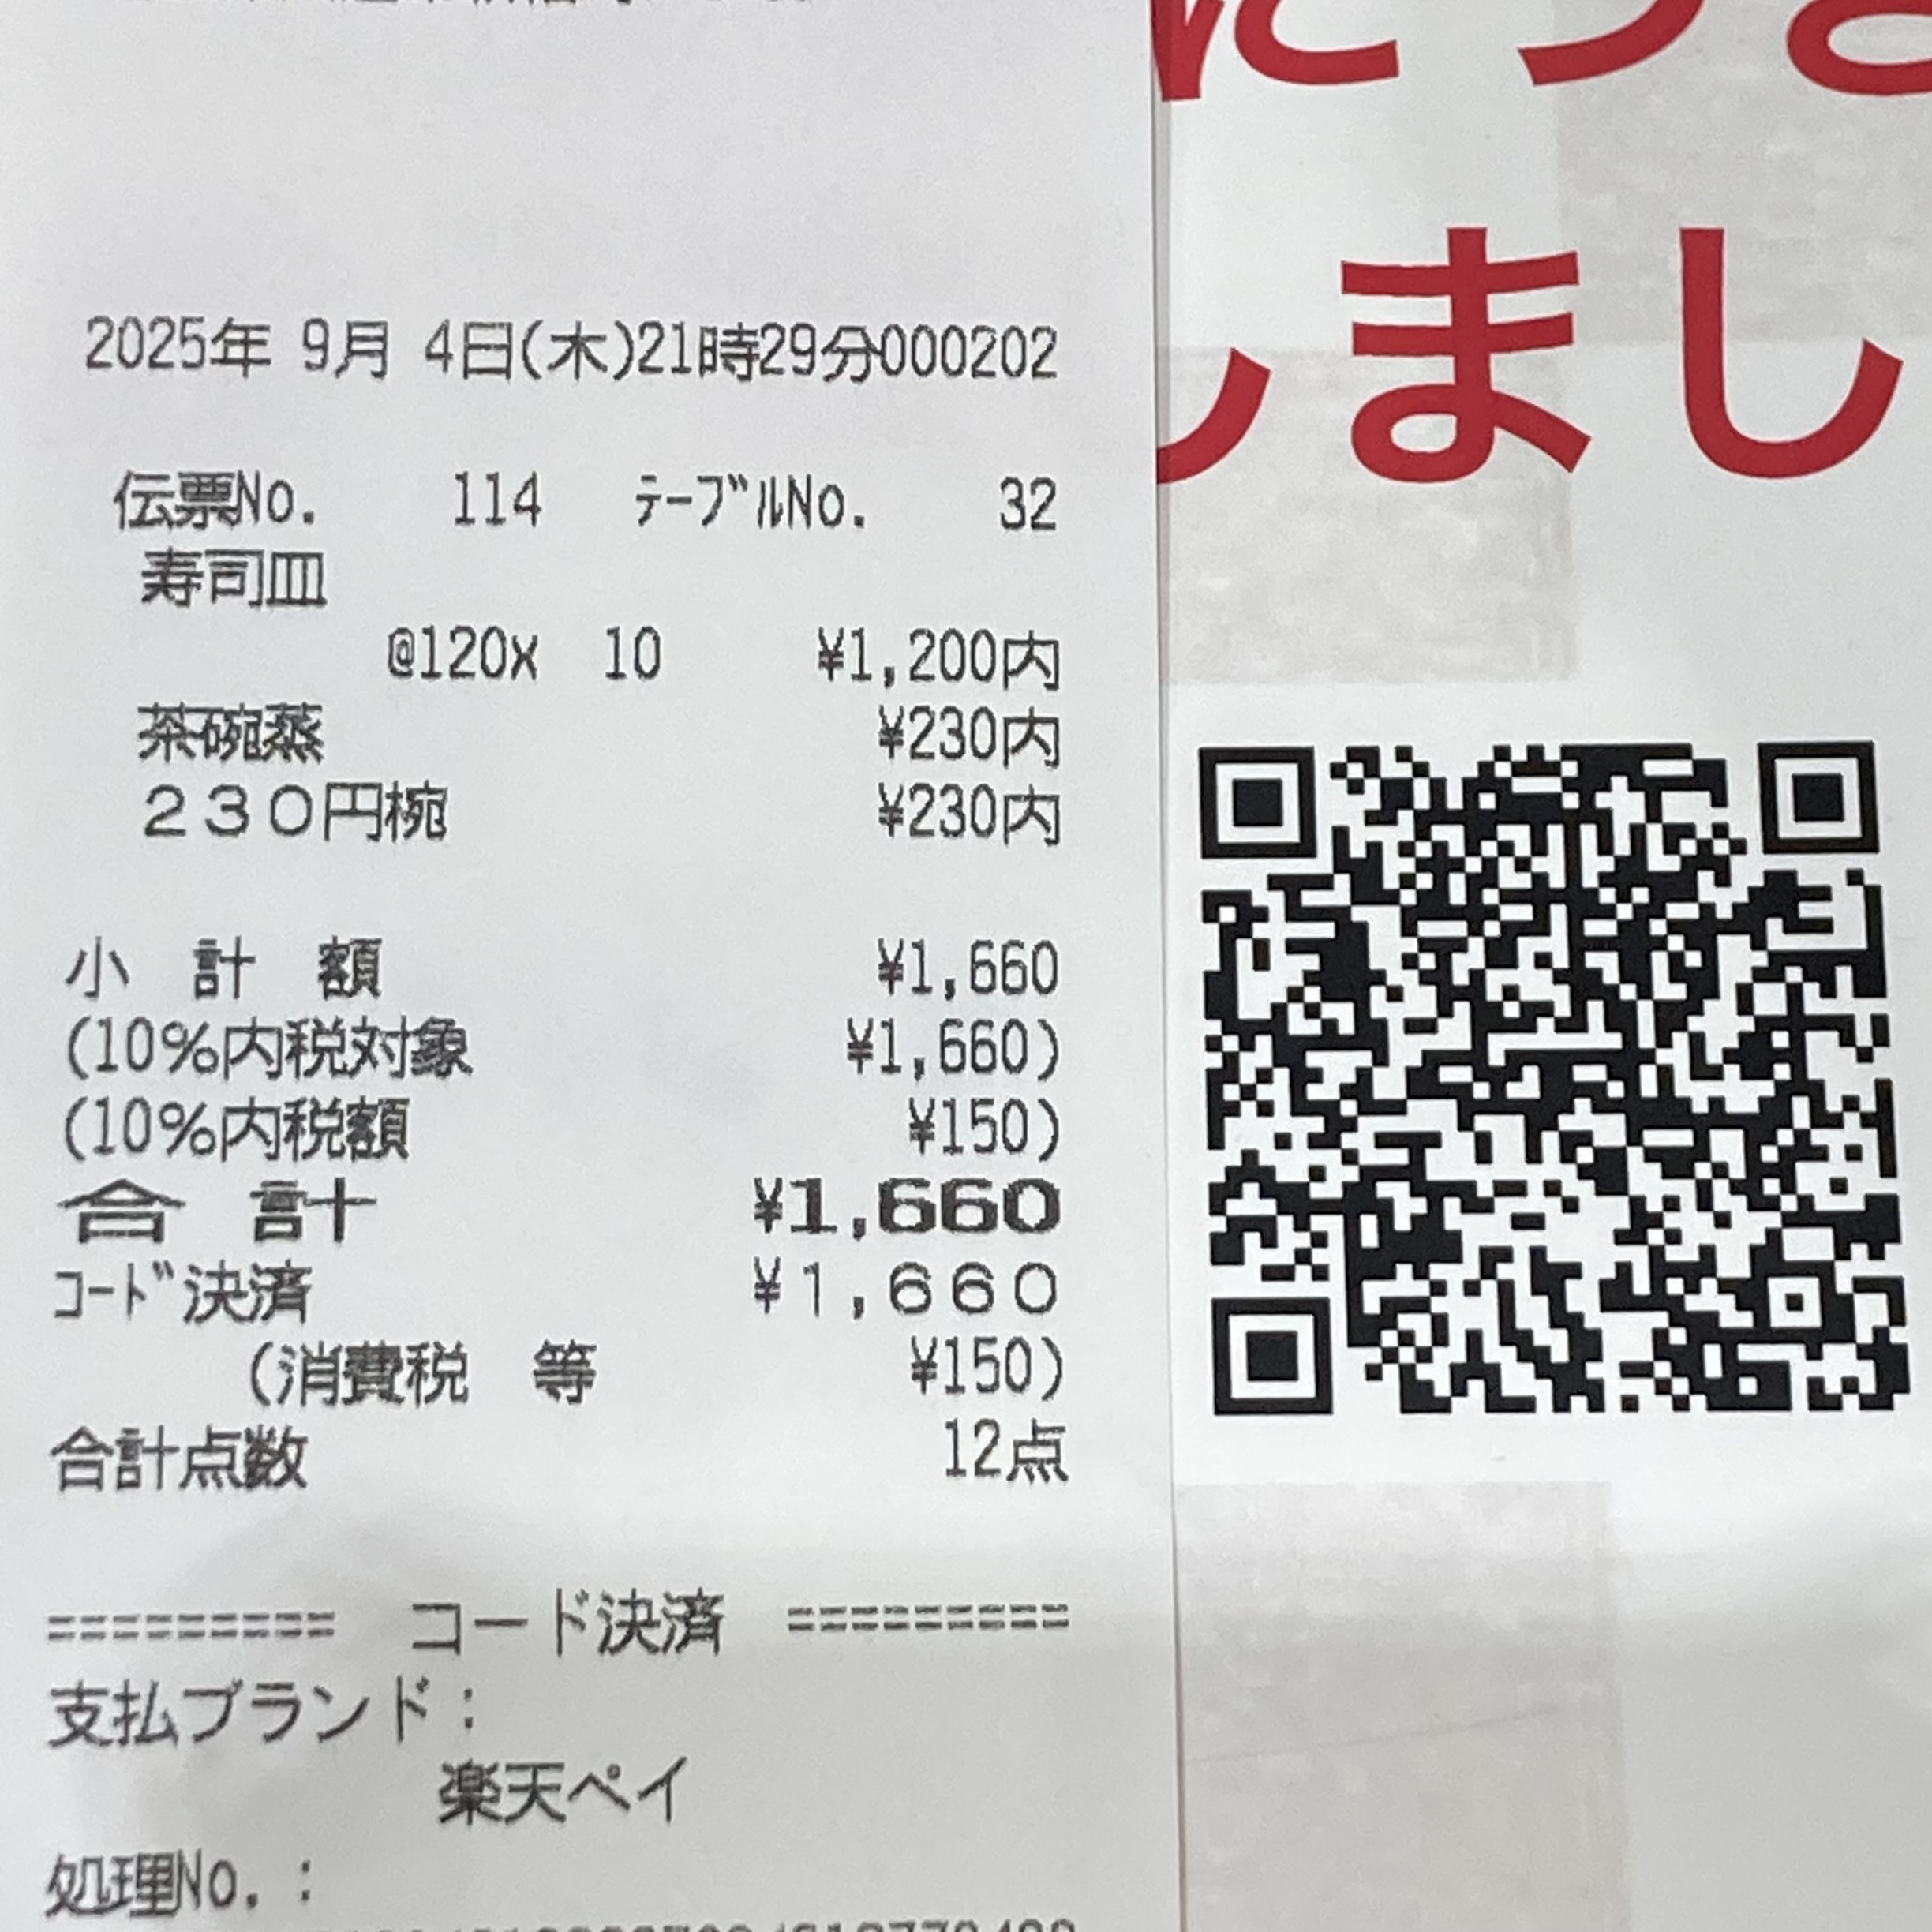 2025年 9月 4日(木)21時29分000202
伝票No. 114 ﾃｰﾌﾞﾙNo. 32
寿司皿
@120x 10 ¥1,200内
茶碗蒸 ¥230内
２３０円椀 ¥230内
小 計 額 ¥1,660
(10%内税対象 ¥1,660)
(10%内税額 ¥150)
合 計 ¥1,660
ｺｰﾄﾞ決済 ¥１,６６０
(消費税 等 ¥150)
合計点数 12点
========= コード決済 =========
支払ブランド:
楽天ペイ
処理No.:
しまし